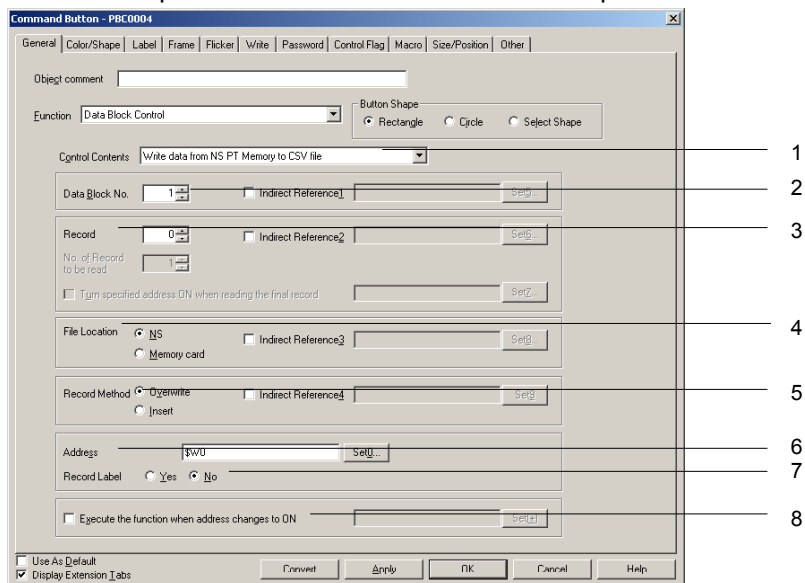 Command Button - PBC0004
General Color/Shape Label Frame Flicker Write Password Control Flag Macro Size/Position Other
Object comment
Function Data Block Control
Button Shape
Rectangle Circle Select Shape
Control Contents Write data from NS PT Memory to CSV file
1
Data Block No. 1 Indirect Reference1 Set5...
2
Record 0 Indirect Reference2 Set6...
3
No. of Record
to be read 1
Turn specified address ON when reading the final record Set7...
File Location NS Indirect Reference3 Set8...
4
Memory card
Record Method Overwrite Indirect Reference4 Set9
5
Insert
Address $W0 Set0...
6
Record Label Yes No
7
Execute the function when address changes to ON Set[+]
8
Use As Default
Display Extension Tabs
Convert Apply OK Cancel Help